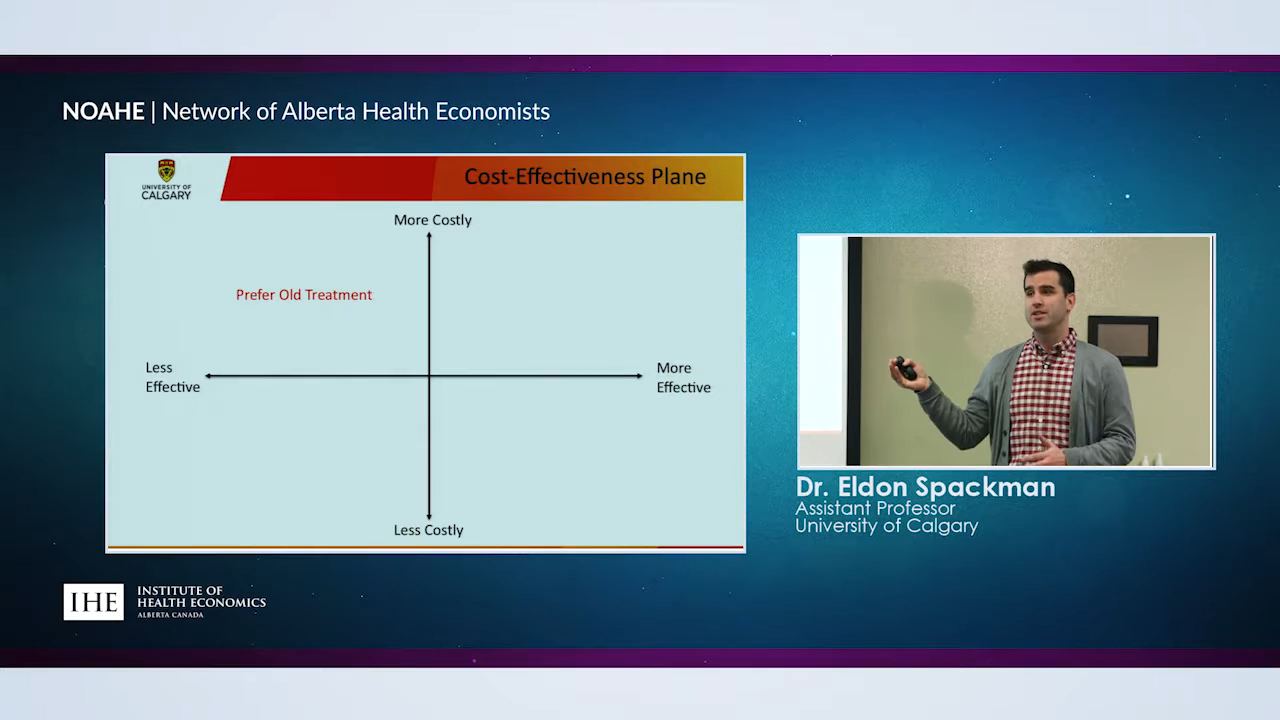 NOAHE | Network of Alberta Health Economists
UNIVERSITY OF
CALGARY
Cost-Effectiveness Plane
More Costly
Prefer Old Treatment
Less
Effective
More
Effective
Less Costly
Dr. Eldon Spackman
Assistant Professor
University of Calgary
IHE
INSTITUTE OF
HEALTH ECONOMICS
ALBERTA CANADA